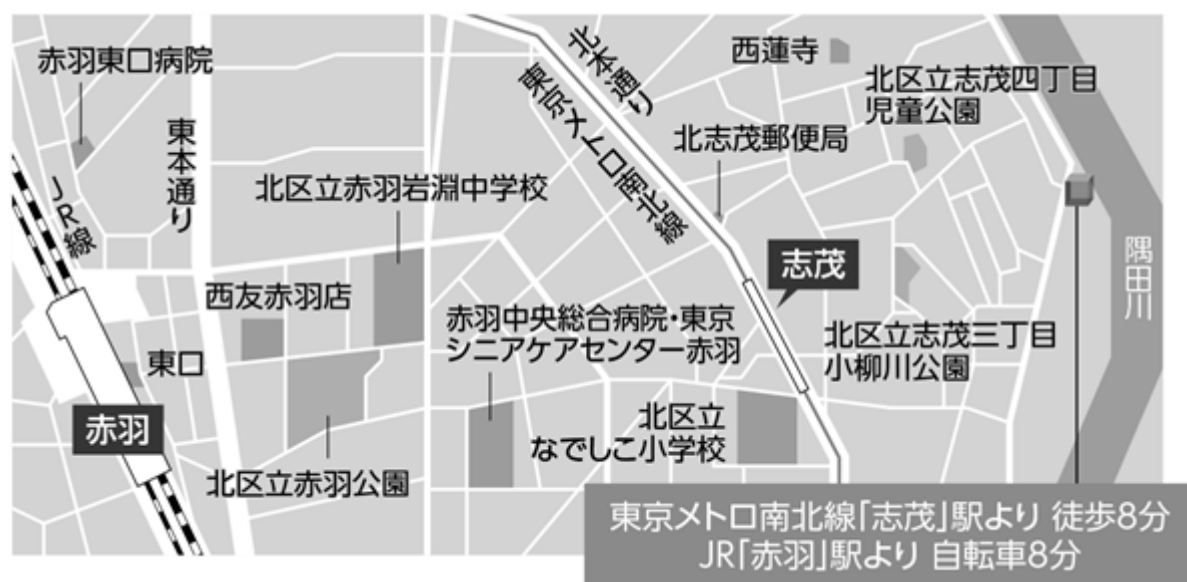 赤羽東口病院
東本通り
JR線
北本通り
東京メトロ南北線
西蓮寺
北区立志茂四丁目
児童公園
北志茂郵便局
北区立赤羽岩淵中学校
志茂
隅田川
西友赤羽店
赤羽中央総合病院・東京
シニアケアセンター赤羽
北区立志茂三丁目
小柳川公園
東口
赤羽
北区立
なでしこ小学校
北区立赤羽公園
東京メトロ南北線「志茂」駅より 徒歩8分
JR「赤羽」駅より 自転車8分